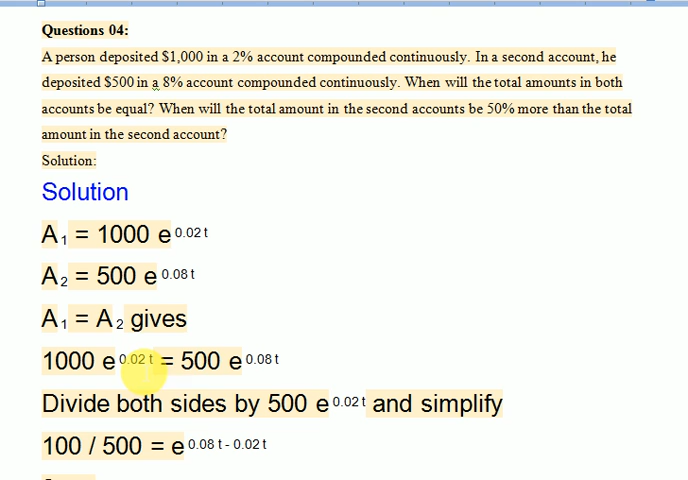 Questions 04:
A person deposited $1,000 in a 2% account compounded continuously. In a second account, he
deposited $500 in a 8% account compounded continuously. When will the total amounts in both
accounts be equal? When will the total amount in the second accounts be 50% more than the total
amount in the second account?
Solution:
Solution
A₁ = 1000 e^0.02 t
A₂ = 500 e^0.08 t
A₁ = A₂ gives
1000 e^0.02 t = 500 e^0.08 t
Divide both sides by 500 e^0.02 t and simplify
100 / 500 = e^0.08 t - 0.02 t